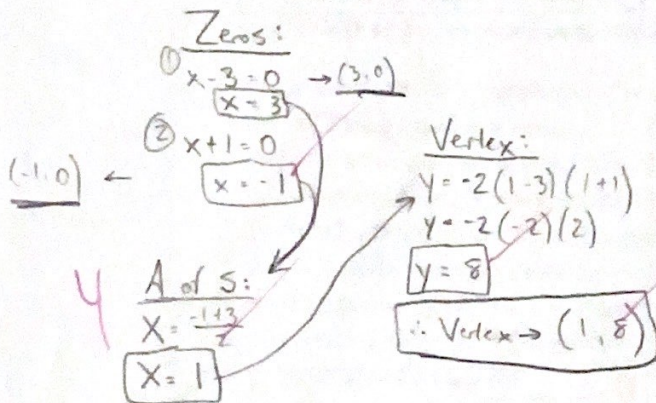 Zeros:
① x - 3 = 0 → (3, 0)
x = 3
② x + 1 = 0
(-1, 0) ← x = -1
A of S:
x = -1+3/2
x = 1
4
Vertex:
y = -2(1-3)(1+1)
y = -2(-2)(2)
y = 8
∴ Vertex → (1, 8)